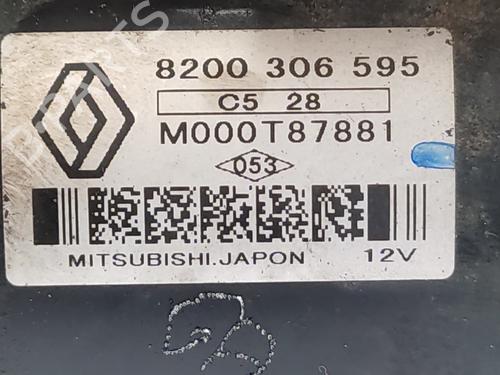 8200 306 595
C5 28
M000T87881
053
MITSUBISHI.JAPON 12V